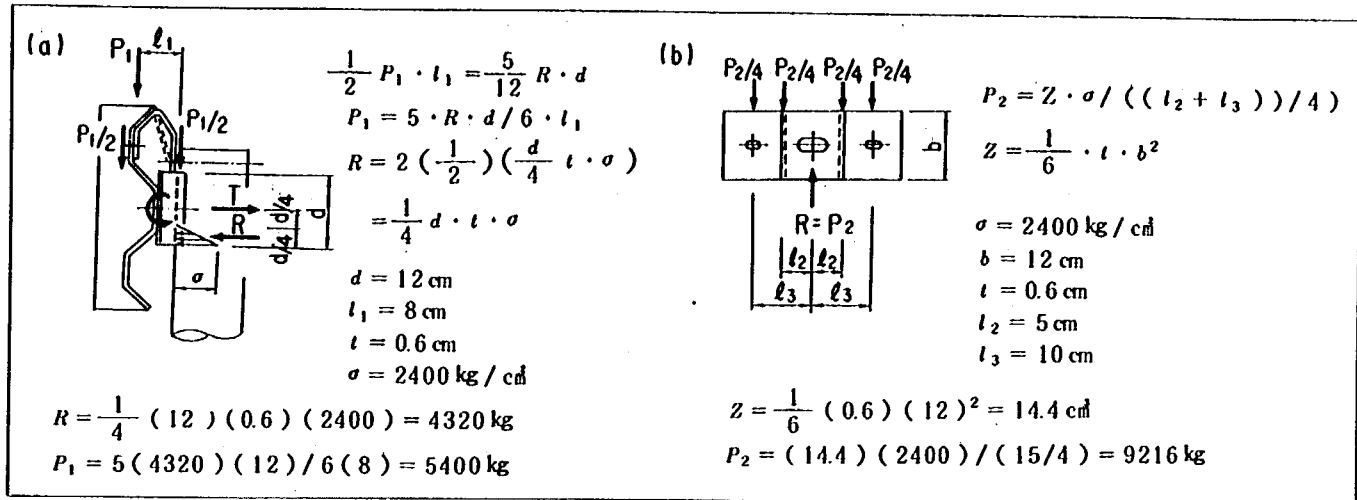 (a)
P₁ l₁
P₁/2 P₁/2
T
R
d/4
d/4
d
σ
1/2 P₁・l₁ = 5/12 R・d
P₁ = 5・R・d/6・l₁
R = 2 (1/2)(d/4 t・σ)
= 1/4 d・t・σ
d = 12 cm
l₁ = 8 cm
t = 0.6 cm
σ = 2400 kg/c㎡
R = 1/4 (12)(0.6)(2400) = 4320 kg
P₁ = 5(4320)(12)/6(8) = 5400 kg
(b)
P₂/4 P₂/4 P₂/4 P₂/4
b
R=P₂
l₂ l₂
l₃ l₃
P₂ = Z・σ/((l₂ + l₃))/4)
Z = 1/6・t・b²
σ = 2400 kg/c㎡
b = 12 cm
t = 0.6 cm
l₂ = 5 cm
l₃ = 10 cm
Z = 1/6 (0.6)(12)² = 14.4 c㎡
P₂ = (14.4)(2400)/(15/4) = 9216 kg